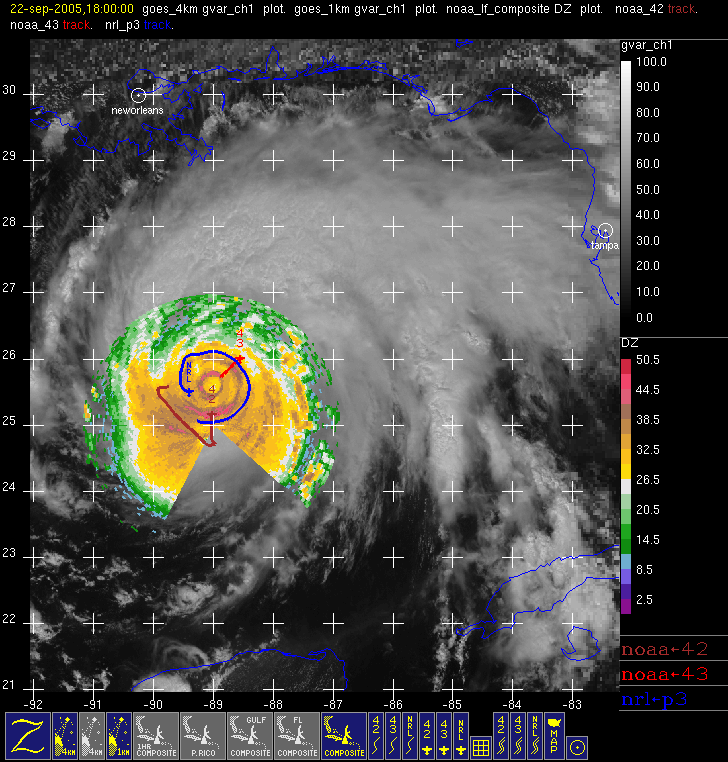 22-sep-2005,18:00:00 goes_4km gvar_ch1 plot. goes_1km gvar_ch1 plot. noaa_lf_composite DZ plot. noaa_42 track.
noaa_43 track. nrl_p3 track.
gvar_ch1
100.0
90.0
80.0
70.0
60.0
50.0
40.0
30.0
20.0
10.0
0.0
30
29
28
27
26
25
24
23
22
21
neworleans
tampa
4
3
NRL
4
2
DZ
50.5
44.5
38.5
32.5
26.5
20.5
14.5
8.5
2.5
noaa←42
noaa←43
nrl←p3
-92 -91 -90 -89 -88 -87 -86 -85 -84 -83
Z
4KM
4KM
1KM
1HR
COMPOSITE
P.RICO
GULF
COMPOSITE
FL
COMPOSITE
COMPOSITE
42
43
NRL
42
43
NRL
42
43
NRL
MAP